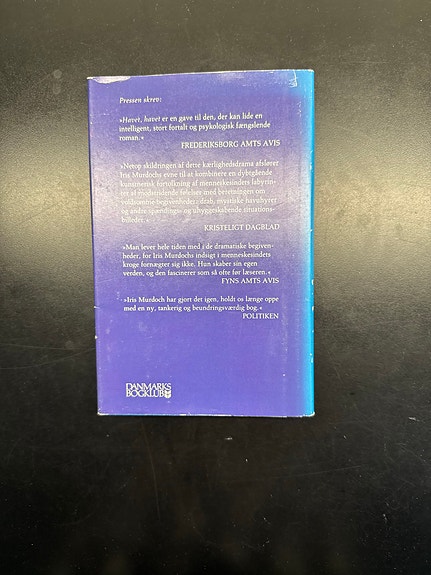 Pressen skrev:
»Havet, havet er en gave til den, der kan lide en
intelligent, stort fortalt og psykologisk fængslende
roman.«
FREDERIKSBORG AMTS AVIS
»Netop skildringen af dette kærlighedsdrama afslører
Iris Murdochs evne til at kombinere en dybtgående
kunstnerisk fortolkning af menneskesindets labyrin-
ter af modstridende følelser med beretningen om
voldsomme begivenheder, drab, mystiske havuhyrer
og andre spændings- og uhyggeskabende situations-
billeder.«
KRISTELIGT DAGBLAD
»Man lever hele tiden med i de dramatiske begiven-
heder, for Iris Murdochs indsigt i menneskesindets
kroge fornægter sig ikke. Hun skaber sin egen
verden, og den fascinerer som så ofte før læseren.«
FYNS AMTS AVIS
»Iris Murdoch har gjort det igen, holdt os længe oppe
med en ny, tankerig og beundringsværdig bog.«
POLITIKEN
DANMARKS
BOGKLUB